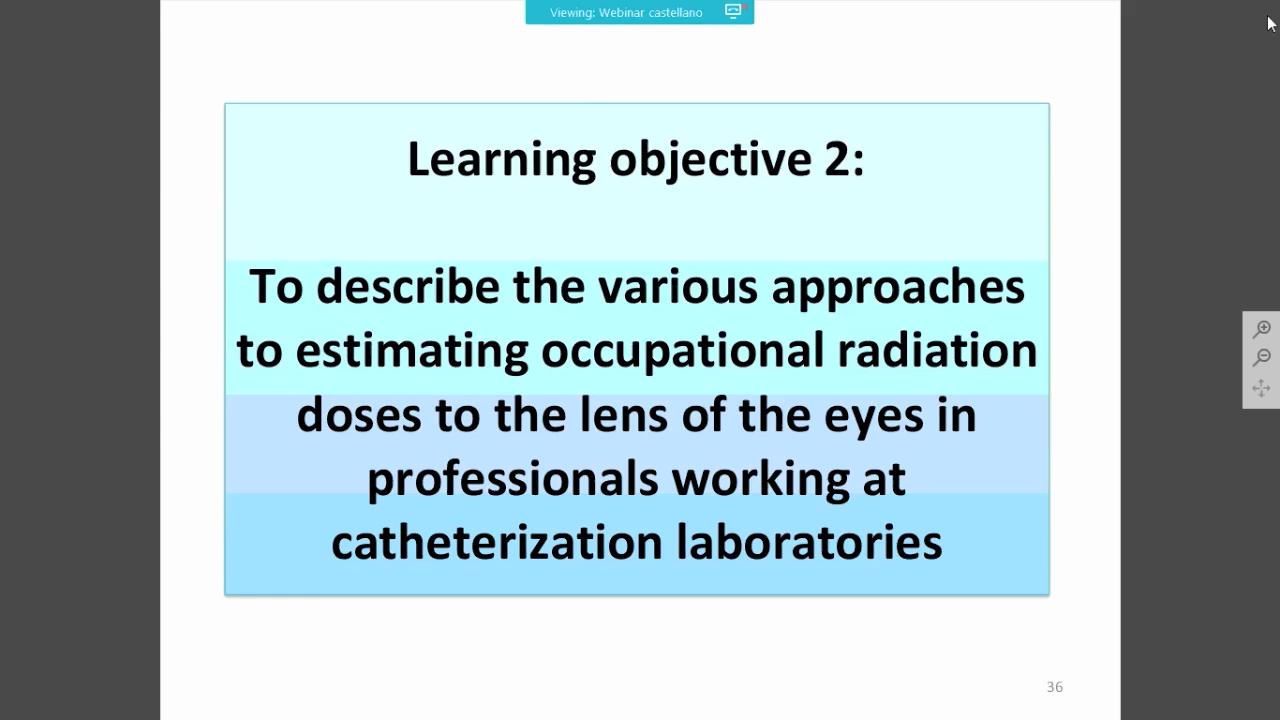 Viewing: Webinar castellano
Learning objective 2:
To describe the various approaches
to estimating occupational radiation
doses to the lens of the eyes in
professionals working at
catheterization laboratories
36